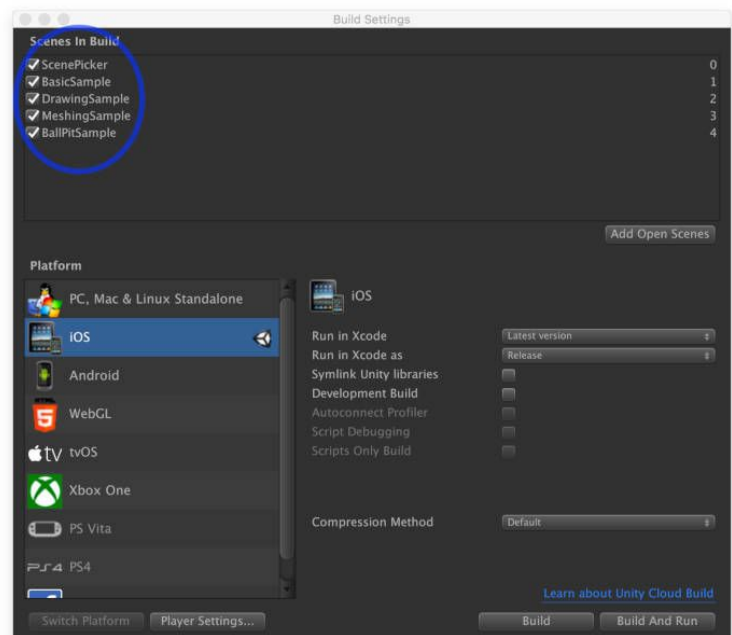 Build Settings
Scenes In Build
ScenePicker 0
BasicSample 1
DrawingSample 2
MeshingSample 3
BallPitSample 4
Add Open Scenes
Platform
PC, Mac & Linux Standalone
iOS
Android
WebGL
tv tvOS
Xbox One
PS Vita
PS4 PS4
iOS
Run in Xcode Latest version
Run in Xcode as Release
Symlink Unity libraries
Development Build
Autoconnect Profiler
Script Debugging
Scripts Only Build
Compression Method Default
Learn about Unity Cloud Build
Switch Platform Player Settings... Build Build And Run